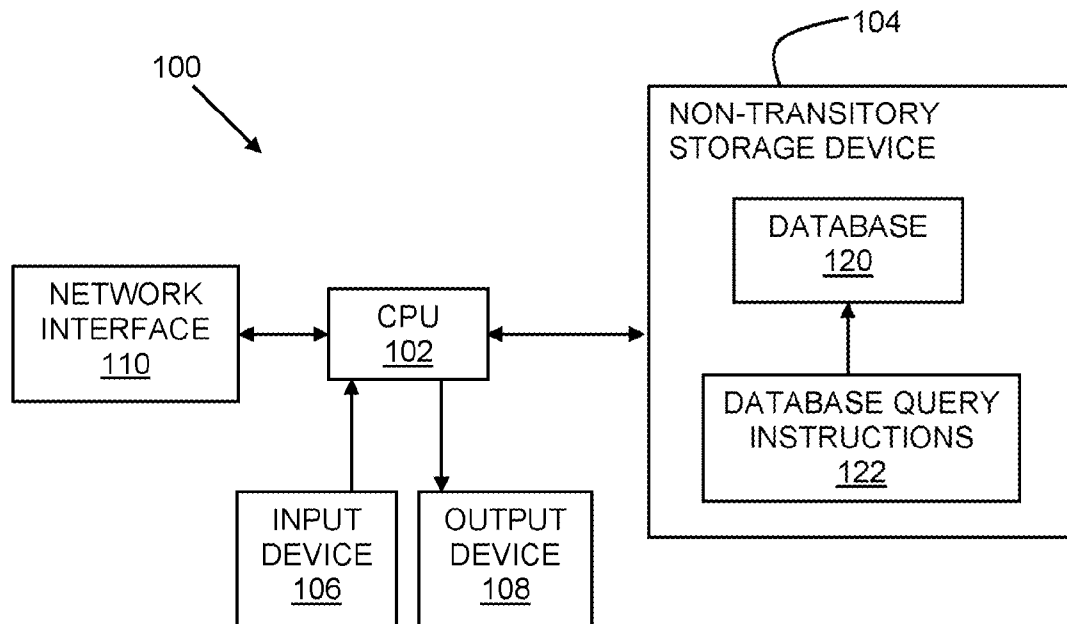 104
100
NON-TRANSITORY
STORAGE DEVICE
DATABASE
120
NETWORK
INTERFACE
110
CPU
102
DATABASE QUERY
INSTRUCTIONS
122
INPUT
DEVICE
106
OUTPUT
DEVICE
108